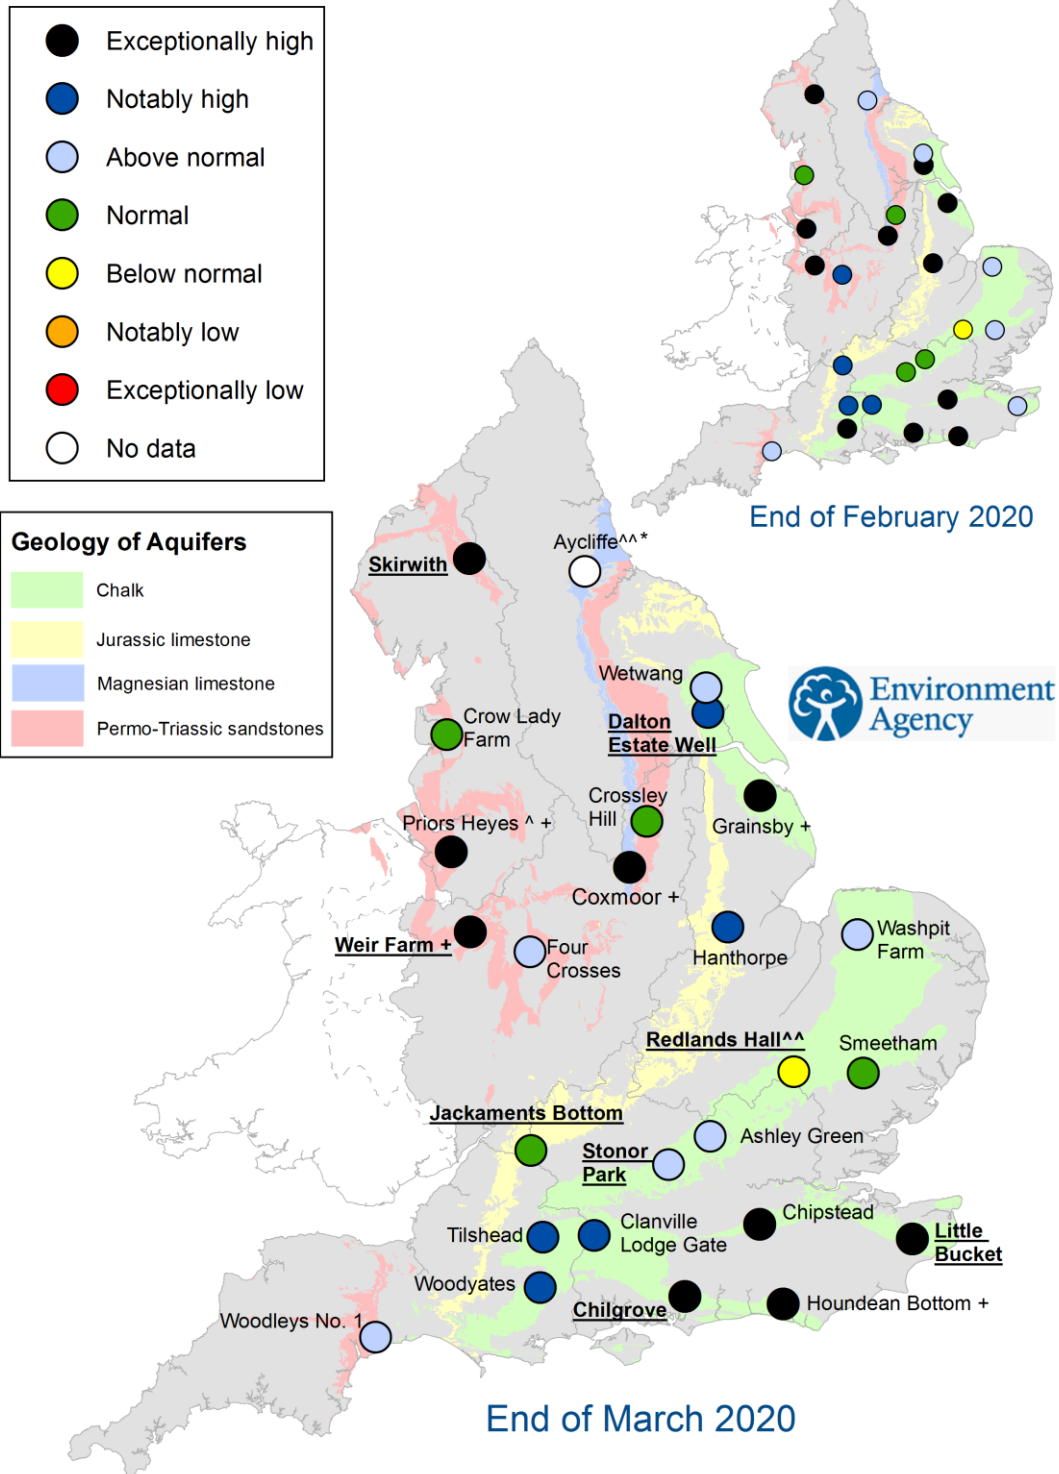 Exceptionally high
Notably high
Above normal
Normal
Below normal
Notably low
Exceptionally low
No data
End of February 2020
Geology of Aquifers
Chalk
Jurassic limestone
Magnesian limestone
Permo-Triassic sandstones
Environment
Agency
Aycliffe^^*
Skirwith
Wetwang
Dalton
Estate Well
Crow Lady
Farm
Crossley
Hill
Priors Heyes ^ +
Grainsby +
Coxmoor +
Weir Farm +
Four
Crosses
Hanthorpe
Washpit
Farm
Redlands Hall^^
Smeetham
Jackaments Bottom
Ashley Green
Stonor
Park
Chipstead
Tilshead
Clanville
Lodge Gate
Little
Bucket
Woodyates
Chilgrove
Houndean Bottom +
Woodleys No. 1
End of March 2020